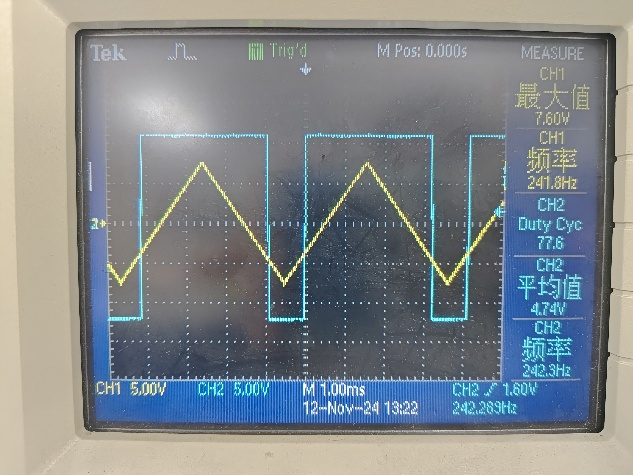 Tek Trig'd M Pos: 0.000s MEASURE
CH1
最大值
7.60V
CH1
频率
241.8Hz
CH2
Duty Cyc
77.6
CH2
平均值
4.74V
CH2
频率
242.3Hz
2
CH1 5.00V CH2 5.00V M 1.00ms CH2 1.60V
12-Nov-24 13:22 242.289Hz